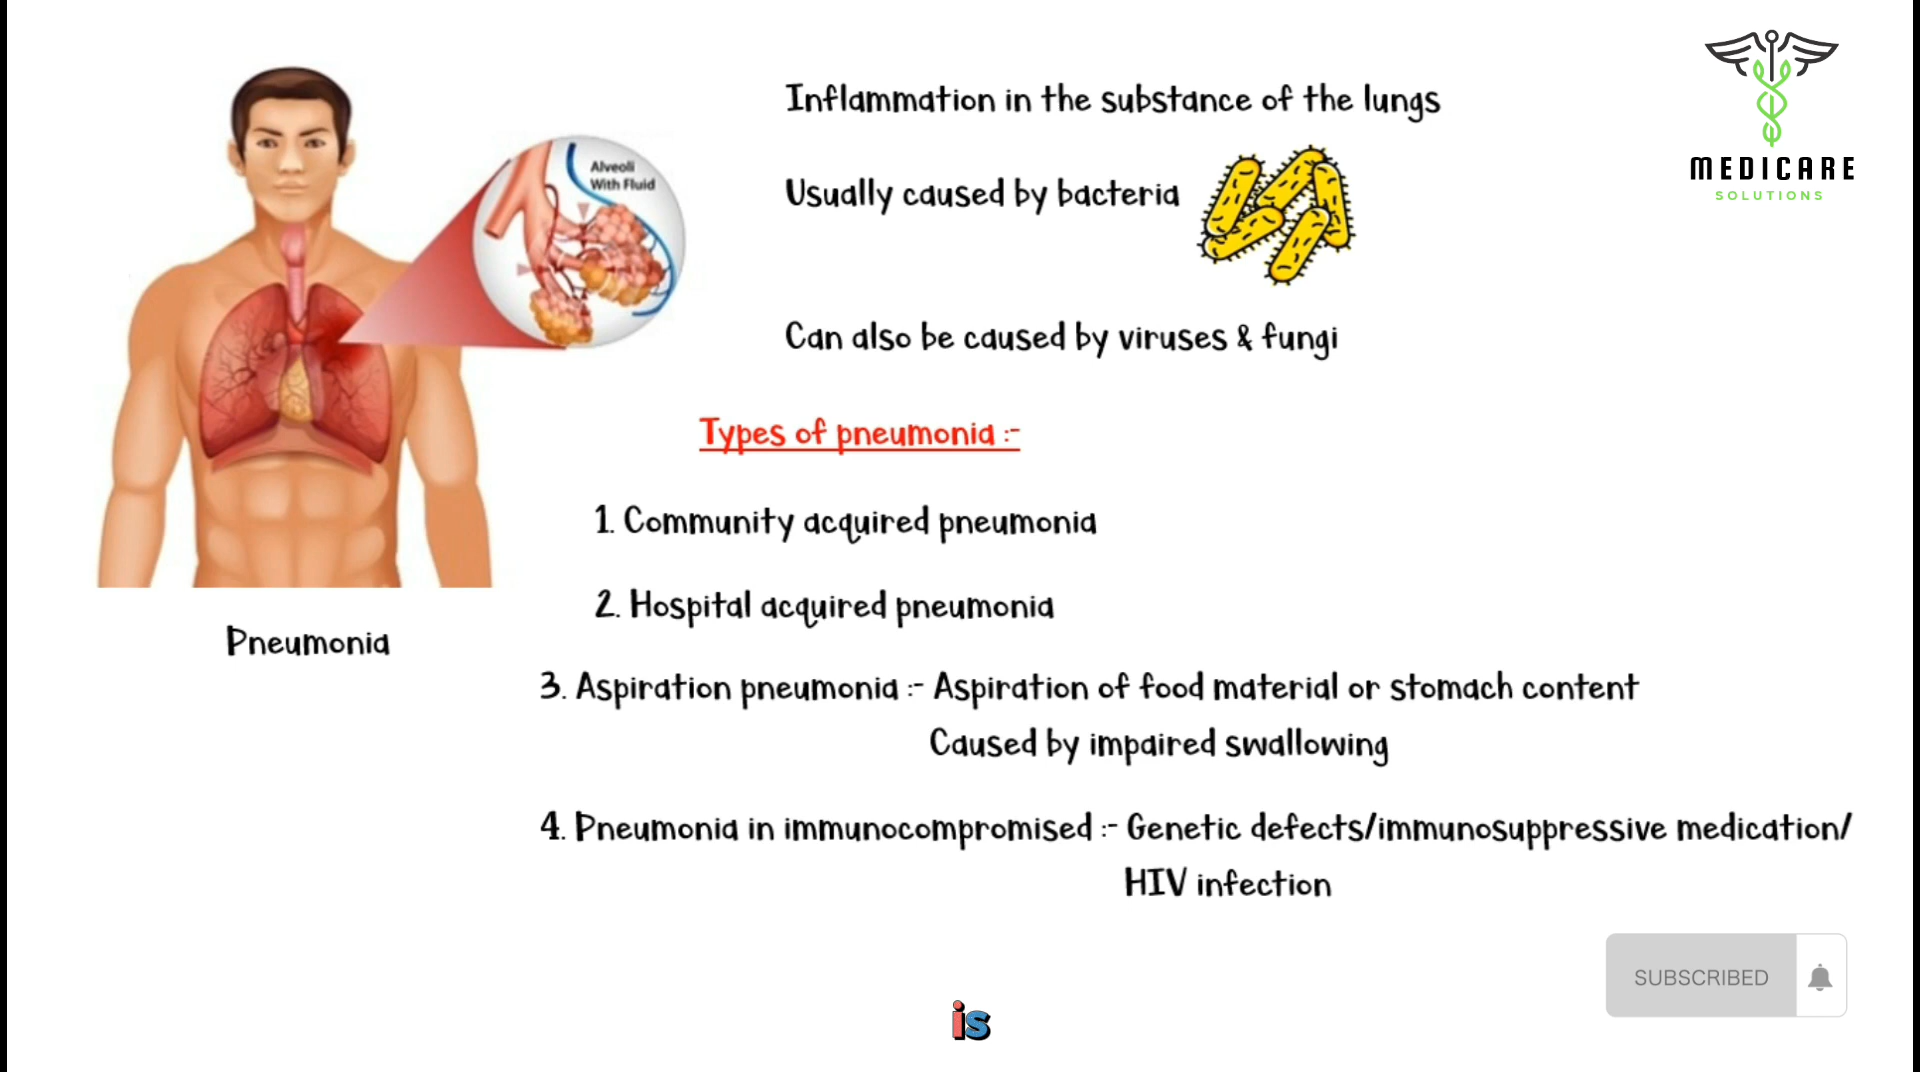 Inflammation in the substance of the lungs
MEDICARE
SOLUTIONS
Alveoli
With Fluid
Usually caused by bacteria
Can also be caused by viruses & fungi
Types of pneumonia :-
1. Community acquired pneumonia
2. Hospital acquired pneumonia
Pneumonia
3. Aspiration pneumonia :- Aspiration of food material or stomach content
Caused by impaired swallowing
4. Pneumonia in immunocompromised :- Genetic defects/immunosuppressive medication/
HIV infection
SUBSCRIBED
is